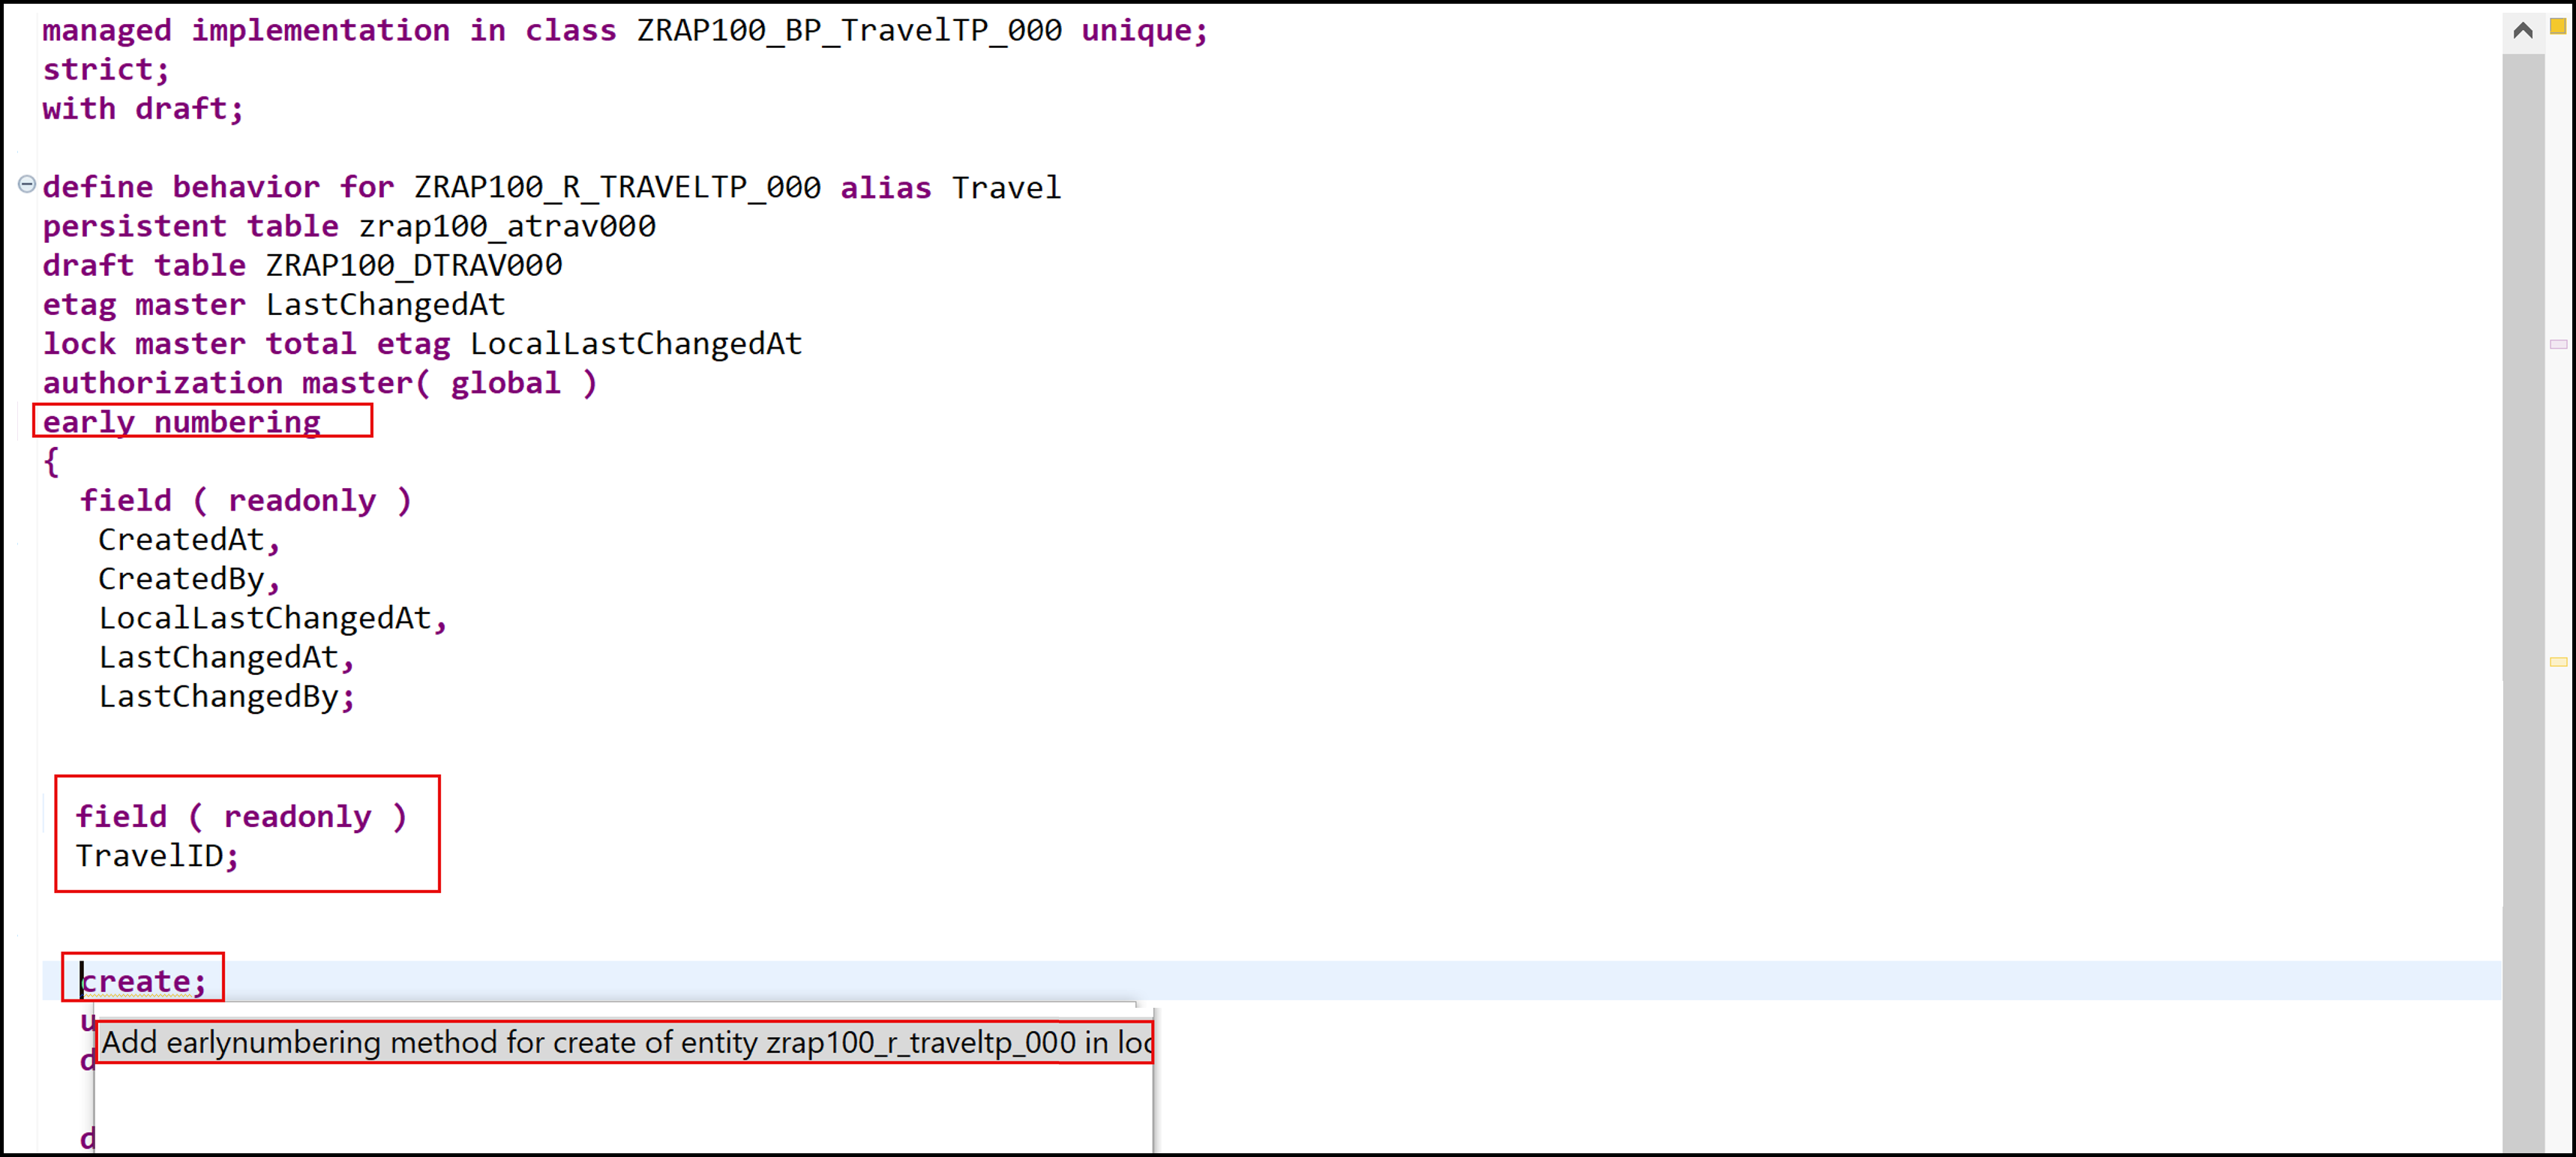 managed implementation in class ZRAP100_BP_TravelTP_000 unique;
strict;
with draft;
define behavior for ZRAP100_R_TRAVELTP_000 alias Travel
persistent table zrap100_atrav000
draft table ZRAP100_DTRAV000
etag master LastChangedAt
lock master total etag LocalLastChangedAt
authorization master( global )
early numbering
{
field ( readonly )
CreatedAt,
CreatedBy,
LocalLastChangedAt,
LastChangedAt,
LastChangedBy;
field ( readonly )
TravelID;
create;
Add earlynumbering method for create of entity zrap100_r_traveltp_000 in